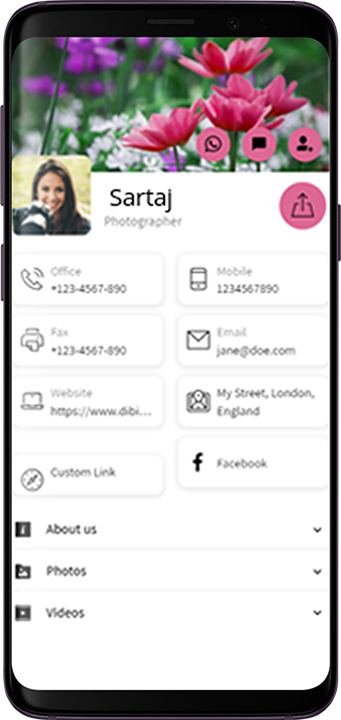 Sartaj
Photographer
Office
+123-4567-890
Mobile
1234567890
Fax
+123-4567-890
Email
jane@doe.com
Website
https://www.dibi...
My Street, London,
England
Custom Link
Facebook
About us
Photos
Videos